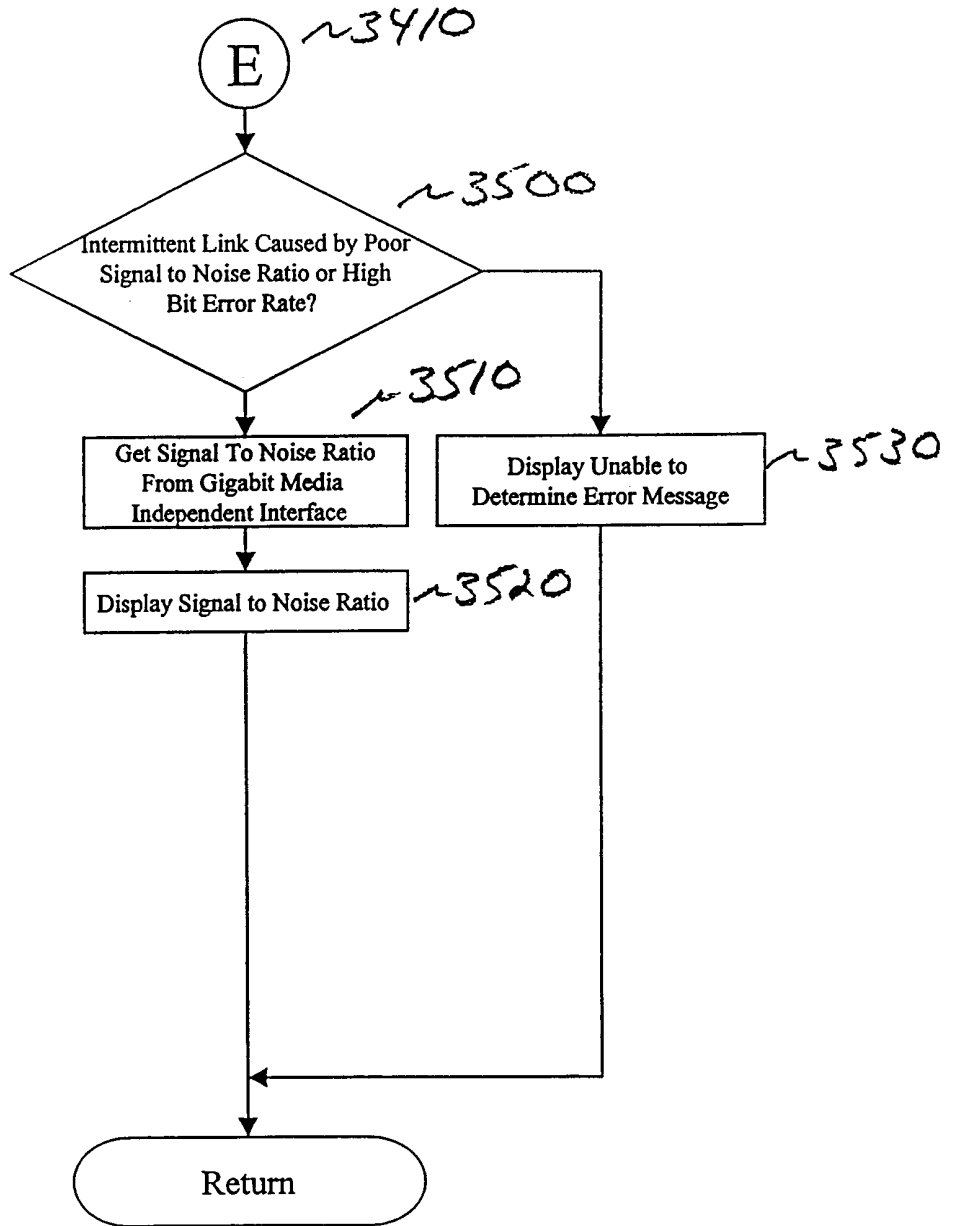 ~3410
E
~3500
Intermittent Link Caused by Poor
Signal to Noise Ratio or High
Bit Error Rate?
~3510
Get Signal To Noise Ratio
From Gigabit Media
Independent Interface
Display Unable to
Determine Error Message
~3530
Display Signal to Noise Ratio
~3520
Return